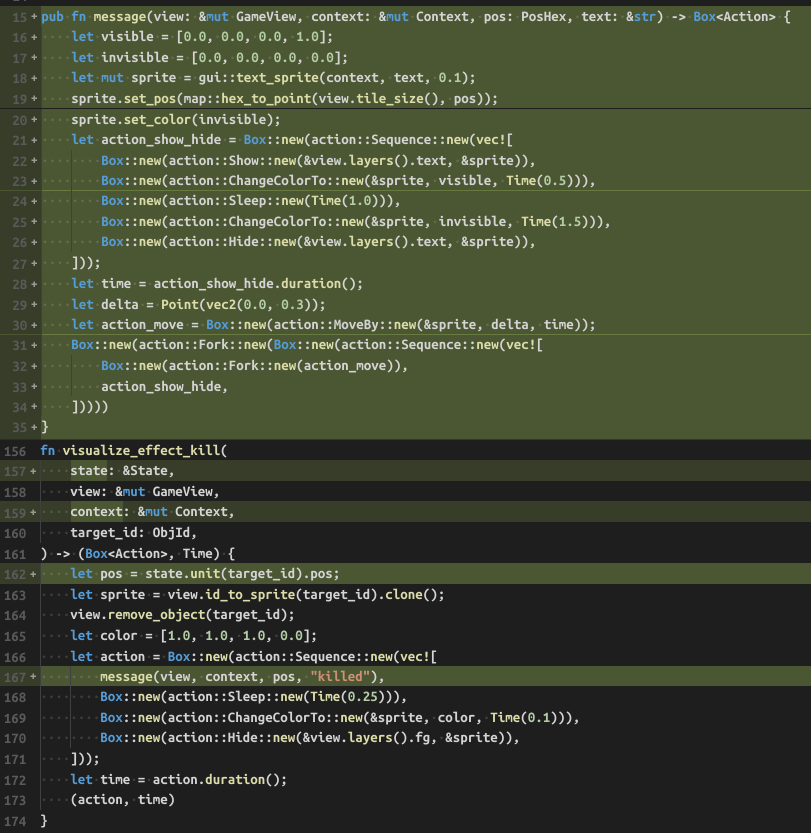 15 + pub fn message(view: &mut GameView, context: &mut Context, pos: PosHex, text: &str) -> Box<Action> {
16 + ····let visible = [0.0, 0.0, 0.0, 1.0];
17 + ····let invisible = [0.0, 0.0, 0.0, 0.0];
18 + ····let mut sprite = gui::text_sprite(context, text, 0.1);
19 + ····sprite.set_pos(map::hex_to_point(view.tile_size(), pos));
20 + ····sprite.set_color(invisible);
21 + ····let action_show_hide = Box::new(action::Sequence::new(vec![
22 + ········Box::new(action::Show::new(&view.layers().text, &sprite)),
23 + ········Box::new(action::ChangeColorTo::new(&sprite, visible, Time(0.5))),
24 + ········Box::new(action::Sleep::new(Time(1.0))),
25 + ········Box::new(action::ChangeColorTo::new(&sprite, invisible, Time(1.5))),
26 + ········Box::new(action::Hide::new(&view.layers().text, &sprite)),
27 + ····]));
28 + ····let time = action_show_hide.duration();
29 + ····let delta = Point(vec2(0.0, 0.3));
30 + ····let action_move = Box::new(action::MoveBy::new(&sprite, delta, time));
31 + ····Box::new(action::Fork::new(Box::new(action::Sequence::new(vec![
32 + ········Box::new(action::Fork::new(action_move)),
33 + ········action_show_hide,
34 + ····]))))
35 + }
156 fn visualize_effect_kill(
157 + ····state: &State,
158 ····view: &mut GameView,
159 + ····context: &mut Context,
160 ····target_id: ObjId,
161 ) -> (Box<Action>, Time) {
162 + ····let pos = state.unit(target_id).pos;
163 ····let sprite = view.id_to_sprite(target_id).clone();
164 ····view.remove_object(target_id);
165 ····let color = [1.0, 1.0, 1.0, 0.0];
166 ····let action = Box::new(action::Sequence::new(vec![
167 + ········message(view, context, pos, "killed"),
168 ········Box::new(action::Sleep::new(Time(0.25))),
169 ········Box::new(action::ChangeColorTo::new(&sprite, color, Time(0.1))),
170 ········Box::new(action::Hide::new(&view.layers().fg, &sprite)),
171 ····]));
172 ····let time = action.duration();
173 ····(action, time)
174 }